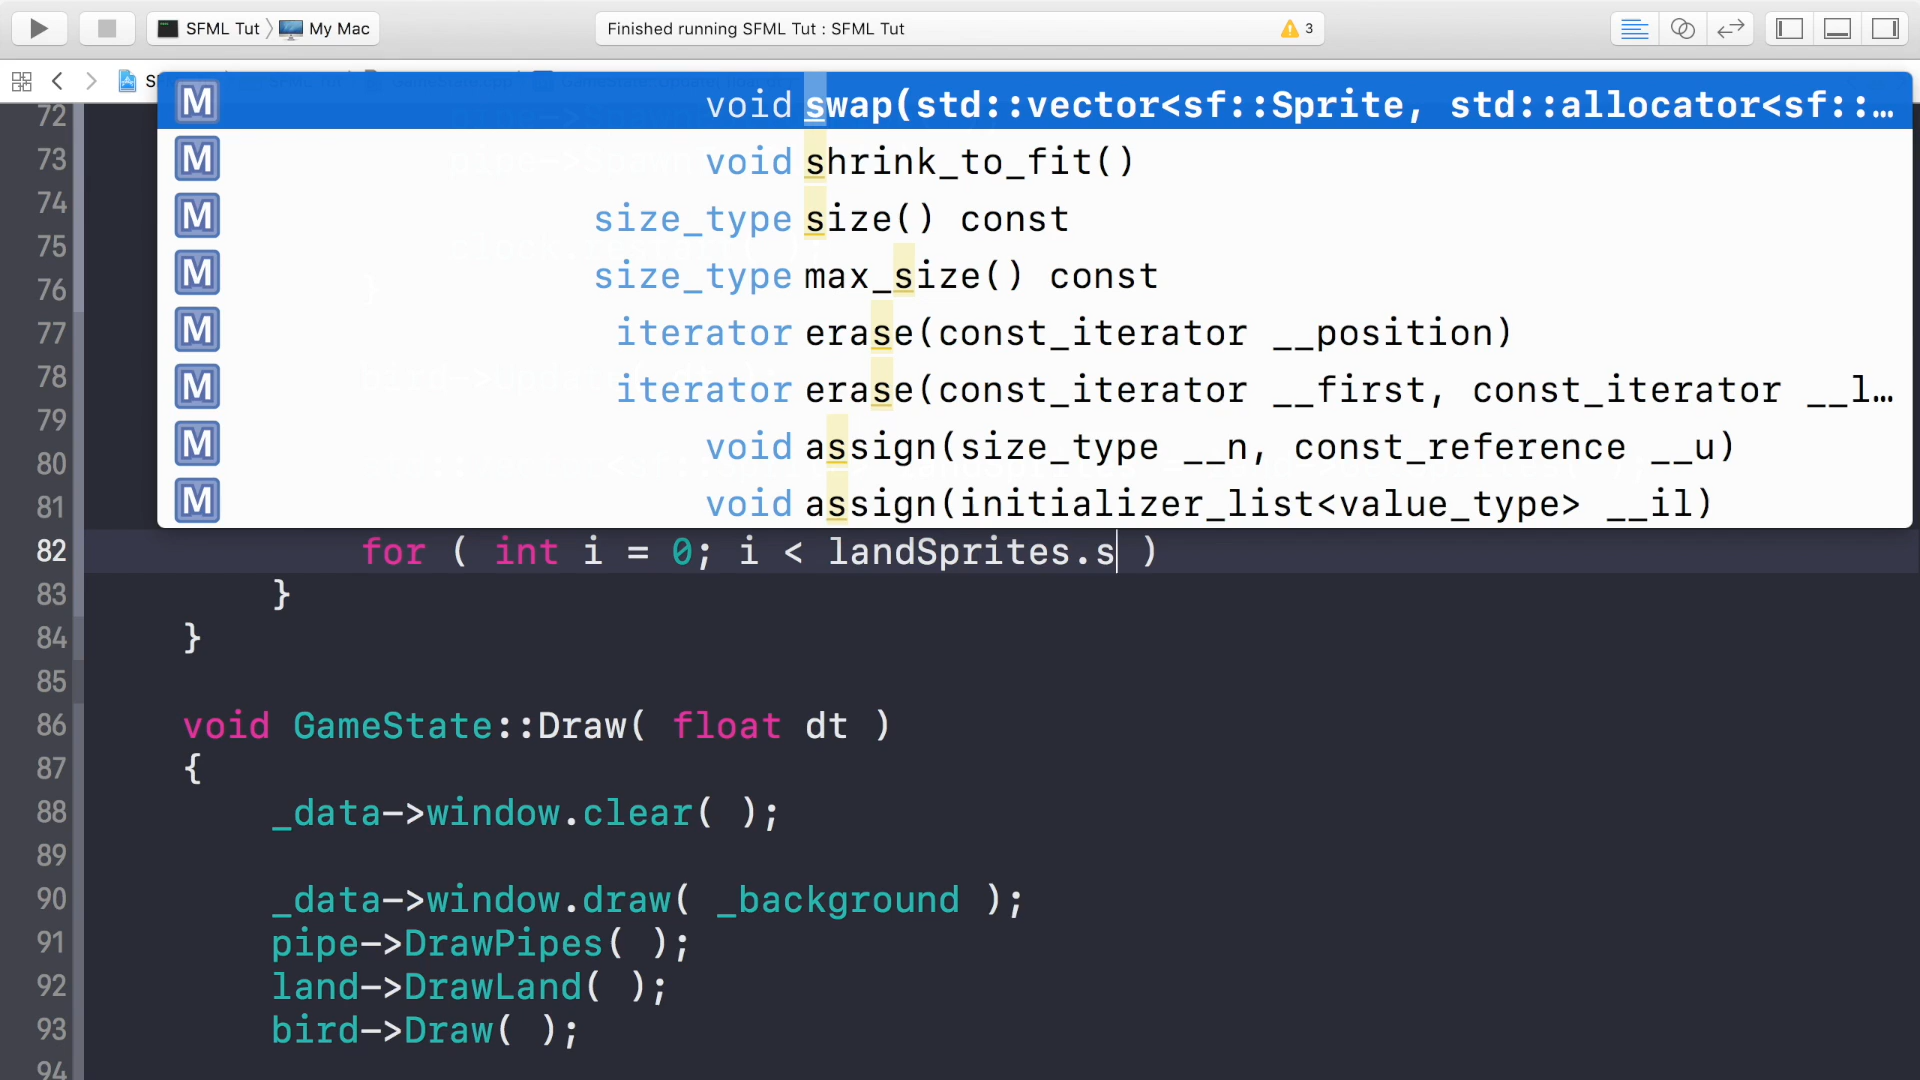 SFML Tut My Mac Finished running SFML Tut : SFML Tut 3
72 M void swap(std::vector<sf::Sprite, std::allocator<sf::…
73 M void shrink_to_fit()
74 M size_type size() const
75
76 M size_type max_size() const
77 M iterator erase(const_iterator __position)
78 M iterator erase(const_iterator __first, const_iterator __l…
79
80 M void assign(size_type __n, const_reference __u)
81 M void assign(initializer_list<value_type> __il)
82 for ( int i = 0; i < landSprites.s )
83 }
84 }
85
86 void GameState::Draw( float dt )
87 {
88 _data->window.clear( );
89
90 _data->window.draw( _background );
91 pipe->DrawPipes( );
92 land->DrawLand( );
93 bird->Draw( );
94